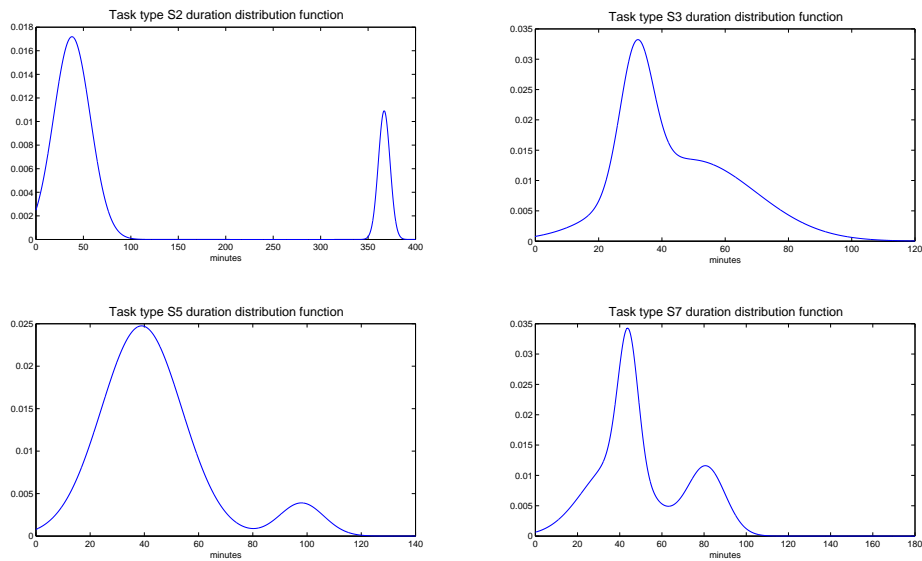 Task type S2 duration distribution function
0.018
0.016
0.014
0.012
0.01
0.008
0.006
0.004
0.002
0
0 50 100 150 200 250 300 350 400
minutes
Task type S3 duration distribution function
0.035
0.03
0.025
0.02
0.015
0.01
0.005
0
0 20 40 60 80 100 120
minutes
Task type S5 duration distribution function
0.025
0.02
0.015
0.01
0.005
0
0 20 40 60 80 100 120 140
minutes
Task type S7 duration distribution function
0.035
0.03
0.025
0.02
0.015
0.01
0.005
0
0 20 40 60 80 100 120 140 160 180
minutes